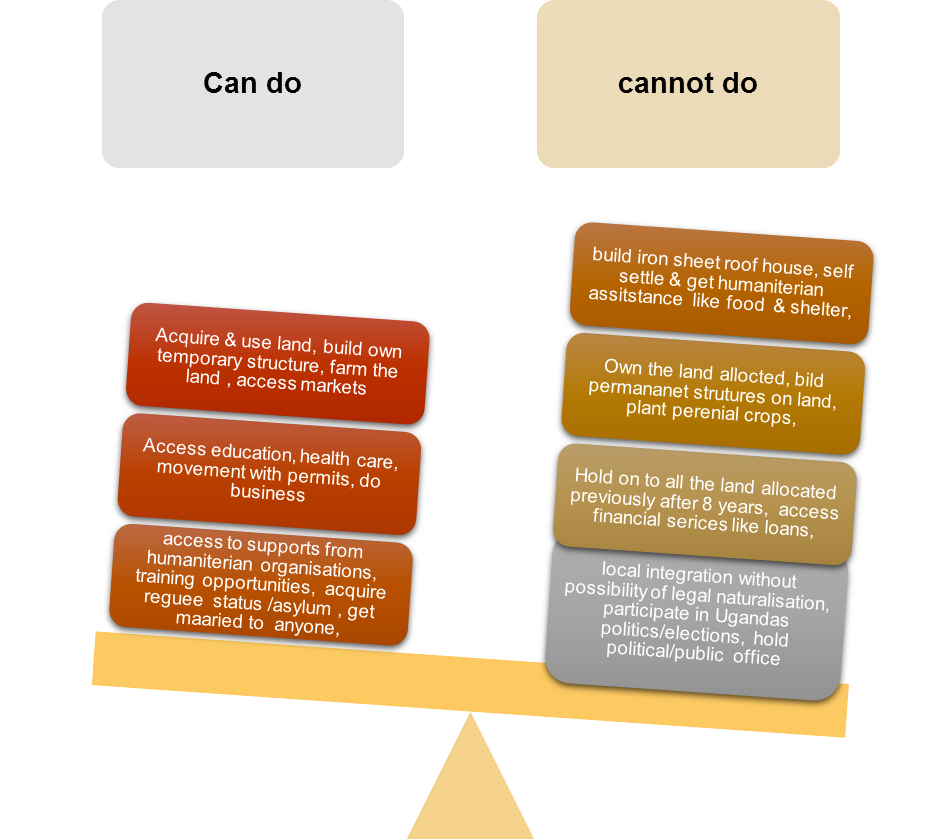 Can do
cannot do
Acquire & use land, build own
temporary structure, farm the
land , access markets
Access education, health care,
movement with permits, do
business
access to supports from
humaniterian organisations,
training opportunities, acquire
reguee status /asylum , get
maaried to anyone,
build iron sheet roof house, self
settle & get humaniterian
assitstance like food & shelter,
Own the land allocted, bild
permananet strutures on land,
plant perenial crops,
Hold on to all the land allocated
previously after 8 years, access
financial serices like loans,
local integration without
possibility of legal naturalisation,
participate in Ugandas
politics/elections, hold
political/public office